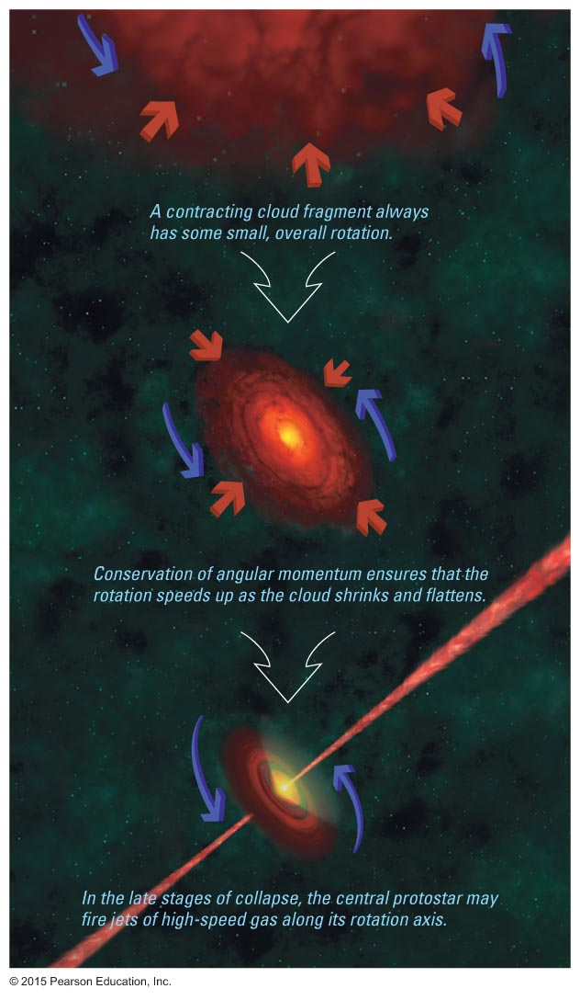 A contracting cloud fragment always
has some small, overall rotation.
Conservation of angular momentum ensures that the
rotation speeds up as the cloud shrinks and flattens.
In the late stages of collapse, the central protostar may
fire jets of high-speed gas along its rotation axis.
© 2015 Pearson Education, Inc.